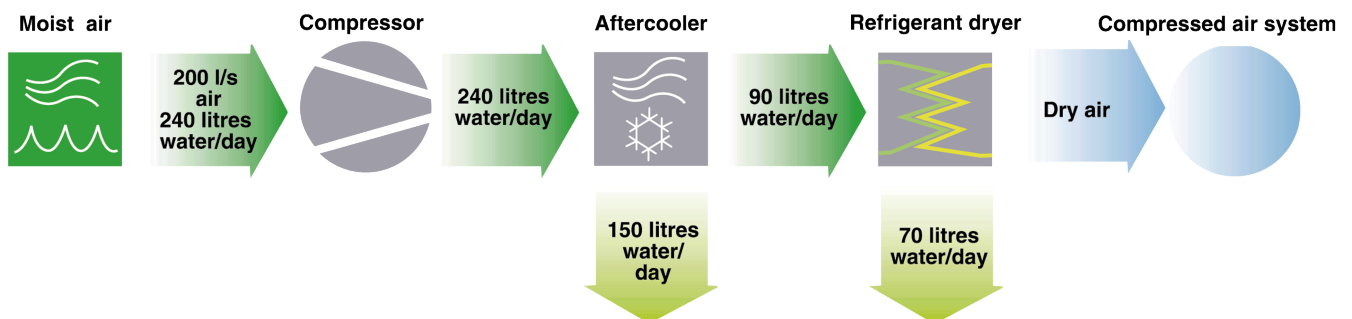 Moist air
Compressor
Aftercooler
Refrigerant dryer
Compressed air system
200 l/s
air
240 litres
water/day
240 litres
water/day
90 litres
water/day
Dry air
150 litres
water/
day
70 litres
water/day